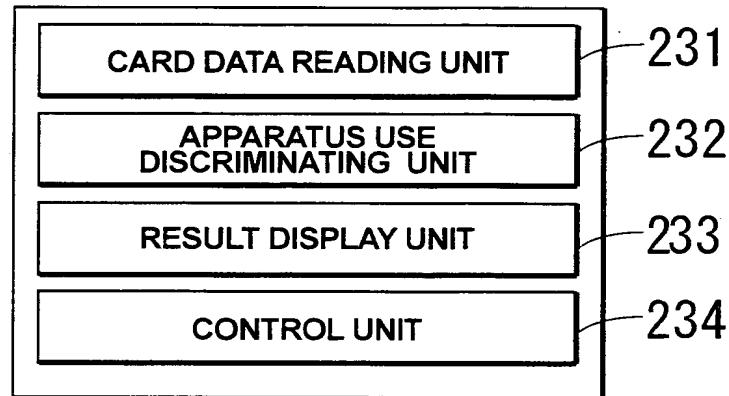 CARD DATA READING UNIT
231
APPARATUS USE
DISCRIMINATING UNIT
232
RESULT DISPLAY UNIT
233
CONTROL UNIT
234